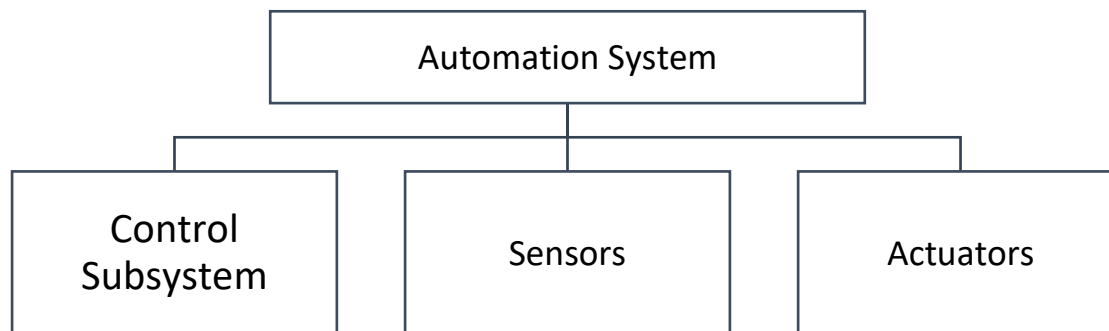 Automation System
Control
Subsystem
Sensors
Actuators